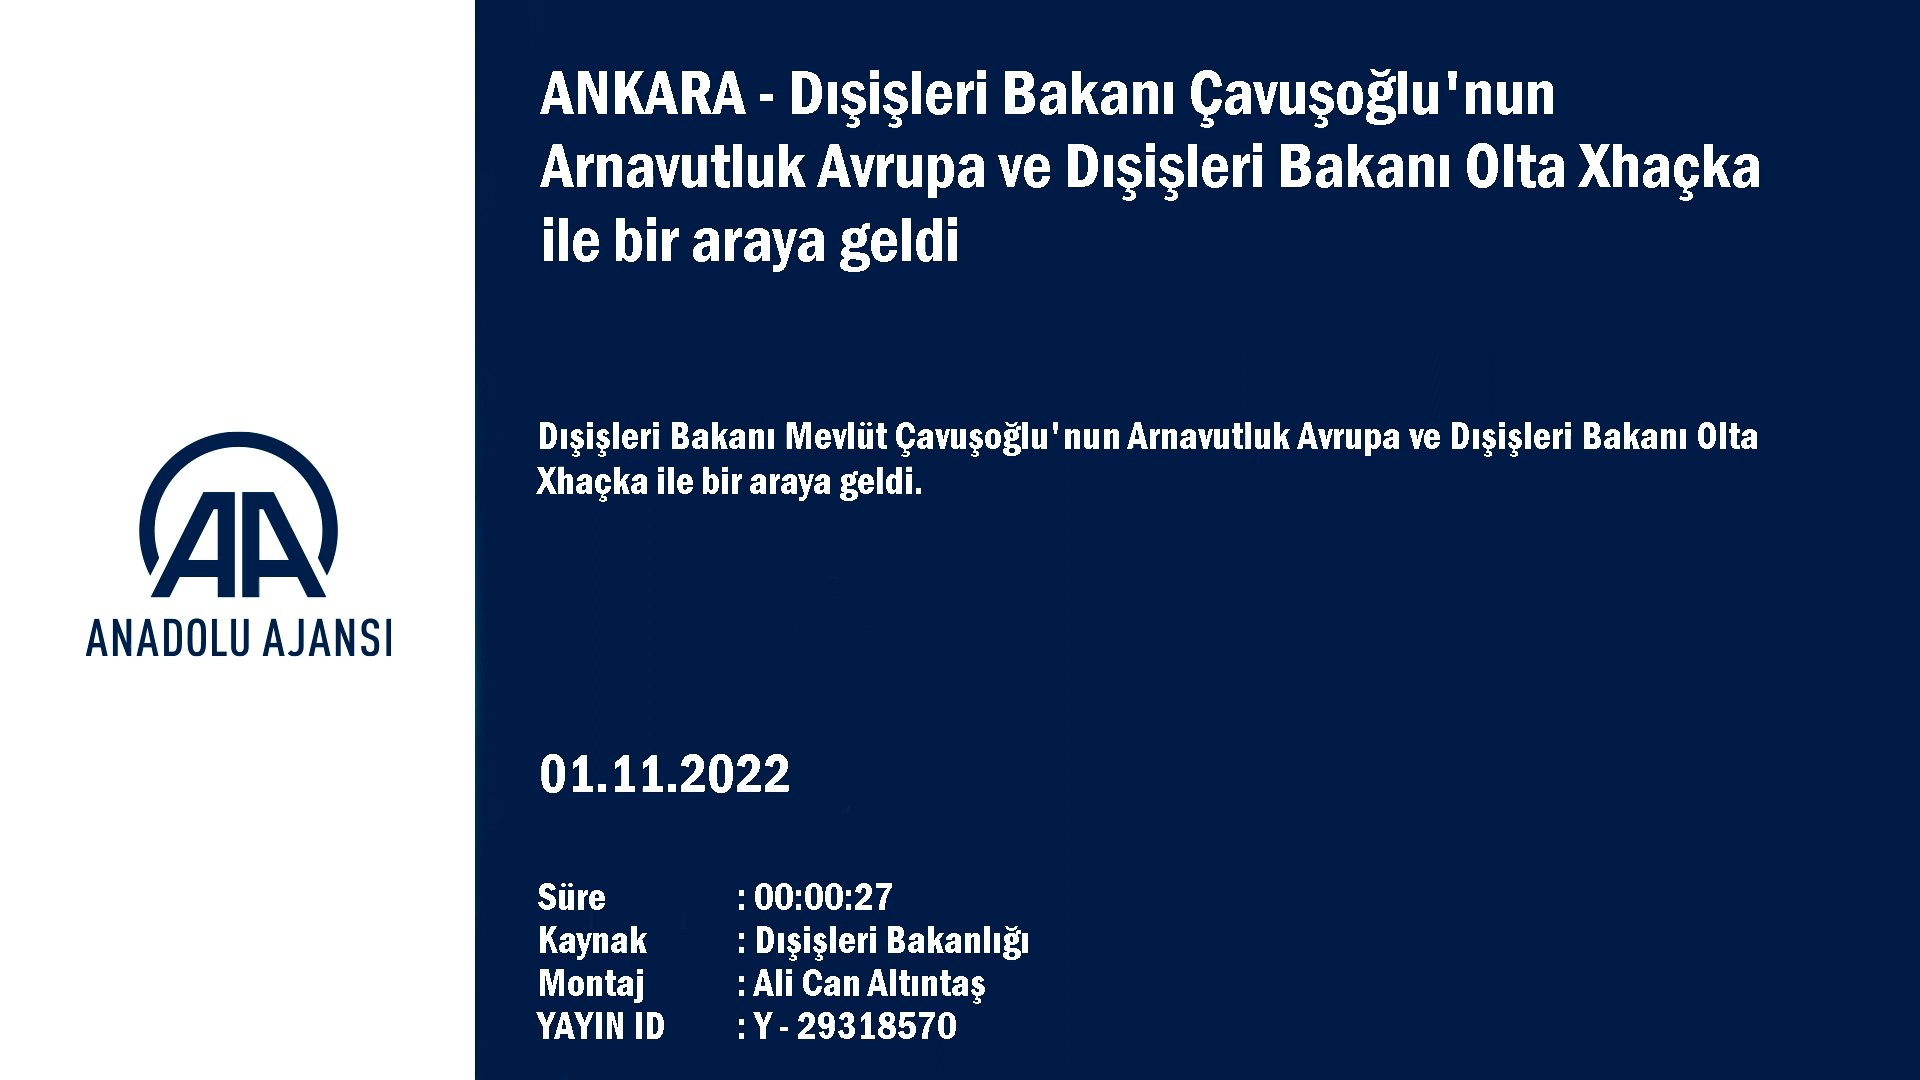 ANKARA - Dışişleri Bakanı Çavuşoğlu'nun
Arnavutluk Avrupa ve Dışişleri Bakanı Olta Xhaçka
ile bir araya geldi
Dışişleri Bakanı Mevlüt Çavuşoğlu'nun Arnavutluk Avrupa ve Dışişleri Bakanı Olta
Xhaçka ile bir araya geldi.
AA
ANADOLU AJANSI
01.11.2022
Süre : 00:00:27
Kaynak : Dışişleri Bakanlığı
Montaj : Ali Can Altıntaş
YAYIN ID : Y - 29318570